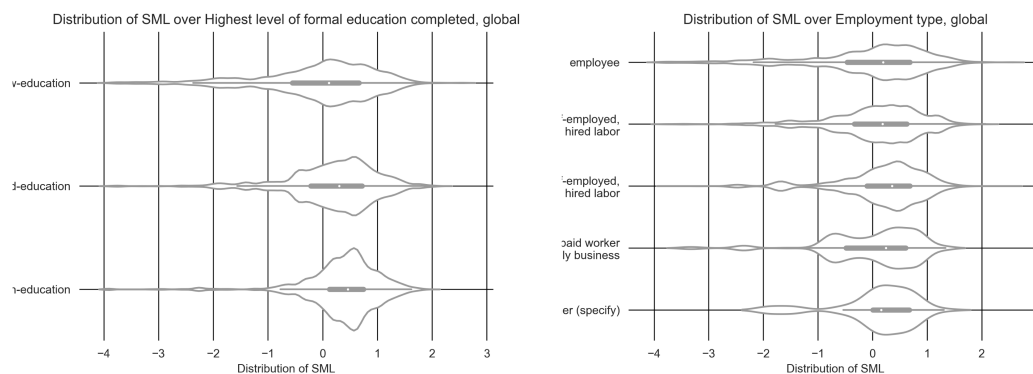 Distribution of SML over Highest level of formal education completed, global
-education
-education
-education
−4 −3 −2 −1 0 1 2 3
Distribution of SML
Distribution of SML over Employment type, global
employee
-employed,
hired labor
-employed,
hired labor
paid worker
ly business
er (specify)
−4 −3 −2 −1 0 1 2
Distribution of SML